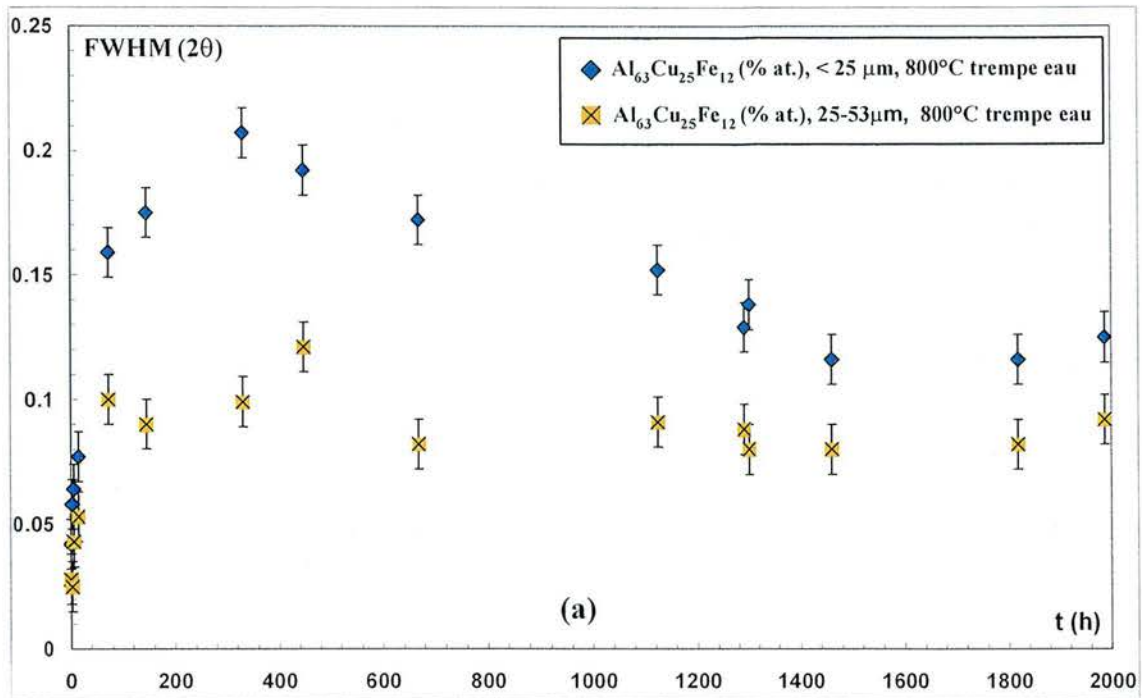 0.25
FWHM (2θ)
Al₆₃Cu₂₅Fe₁₂ (% at.), < 25 µm, 800°C trempe eau
Al₆₃Cu₂₅Fe₁₂ (% at.), 25-53µm, 800°C trempe eau
0.2
0.15
0.1
0.05
(a)
t (h)
0
0 200 400 600 800 1000 1200 1400 1600 1800 2000